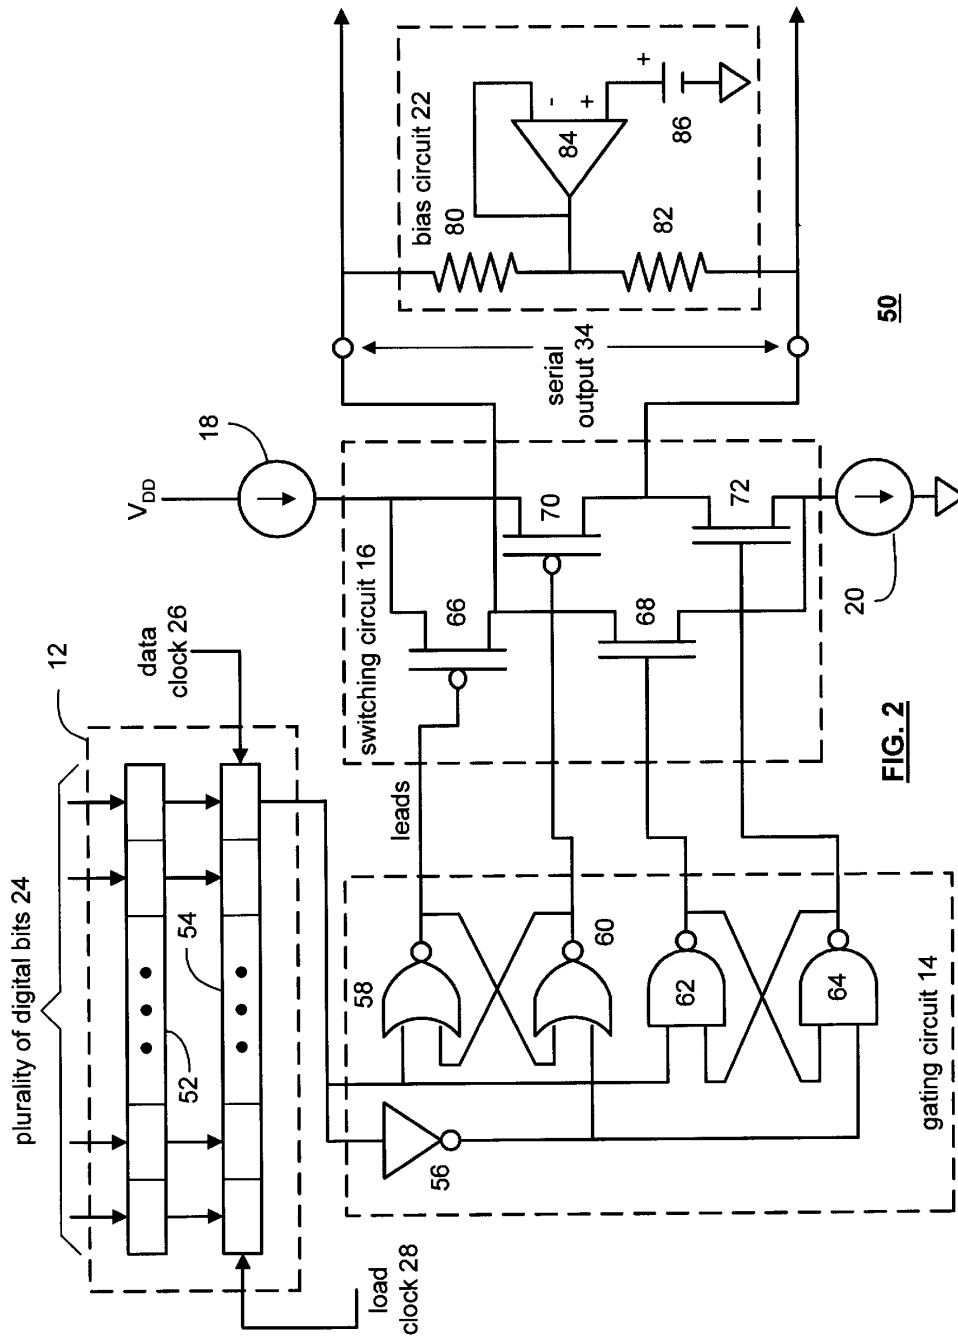 plurality of digital bits 24
12
52
54
load
clock 28
data
clock 26
56
58
60
62
64
gating circuit 14
leads
switching circuit 16
V DD
18
66
70
68
72
20
serial
output 34
bias circuit 22
80
82
84
-
+
+
86
50
FIG. 2